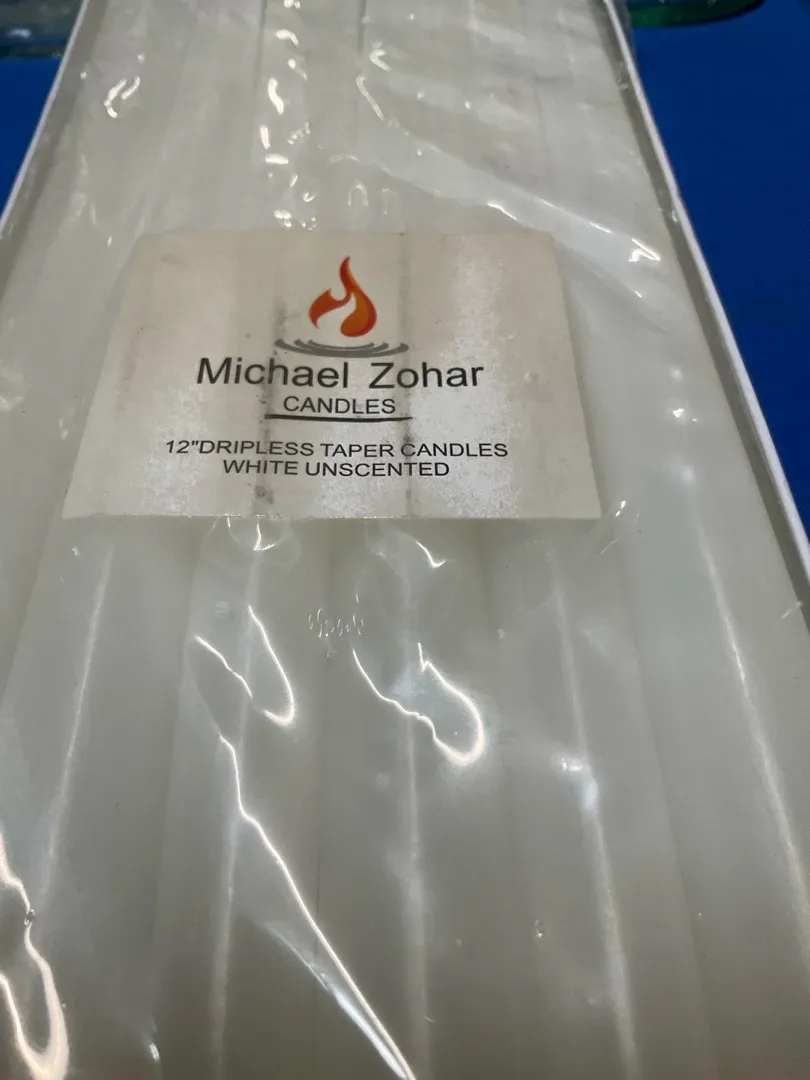 Michael Zohar
CANDLES
12"DRIPLESS TAPER CANDLES
WHITE UNSCENTED